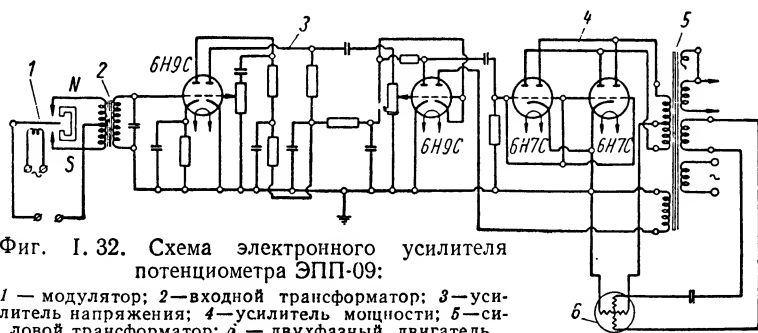 1
N
S
2
6Н9С
3
6Н9С
4
6Н7С
6Н7С
5
6
Фиг. I. 32. Схема электронного усилителя
потенциометра ЭПП-09:
1 — модулятор; 2—входной трансформатор; 3—уси-
литель напряжения; 4—усилитель мощности; 5—си-
ловой трансформатор; — двухфазный двигатель